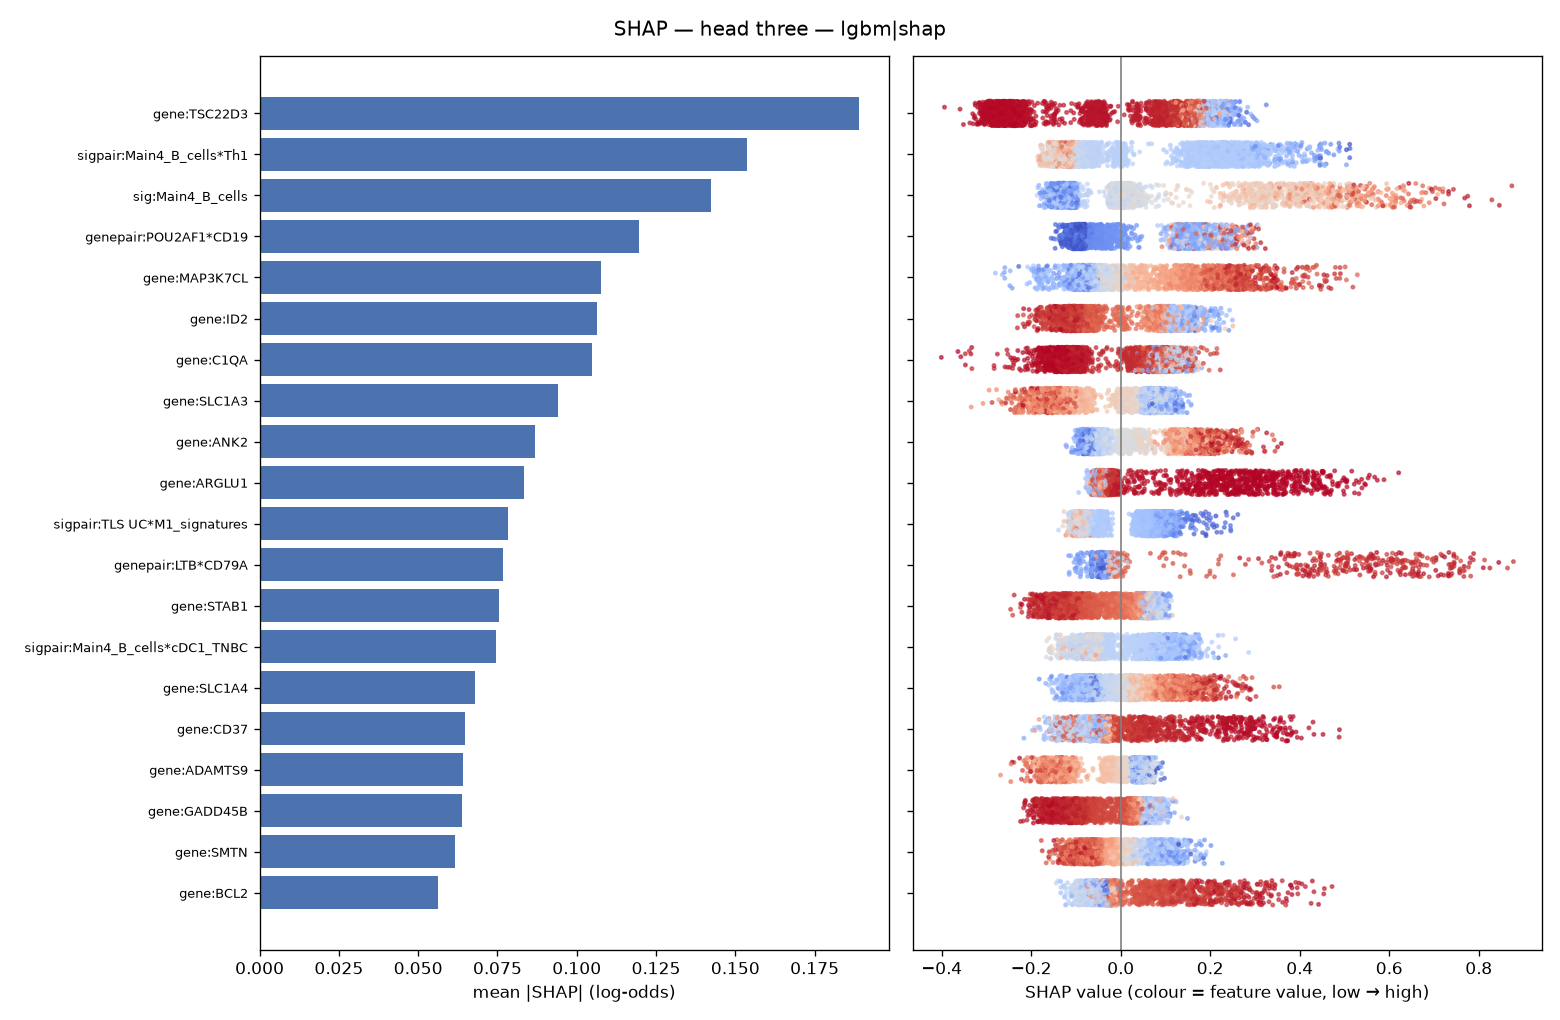 SHAP — head three — lgbm|shap
gene:TSC22D3
sigpair:Main4_B_cells*Th1
sig:Main4_B_cells
genepair:POU2AF1*CD19
gene:MAP3K7CL
gene:ID2
gene:C1QA
gene:SLC1A3
gene:ANK2
gene:ARGLU1
sigpair:TLS UC*M1_signatures
genepair:LTB*CD79A
gene:STAB1
sigpair:Main4_B_cells*cDC1_TNBC
gene:SLC1A4
gene:CD37
gene:ADAMTS9
gene:GADD45B
gene:SMTN
gene:BCL2
0.000 0.025 0.050 0.075 0.100 0.125 0.150 0.175
mean |SHAP| (log-odds)
−0.4 −0.2 0.0 0.2 0.4 0.6 0.8
SHAP value (colour = feature value, low → high)